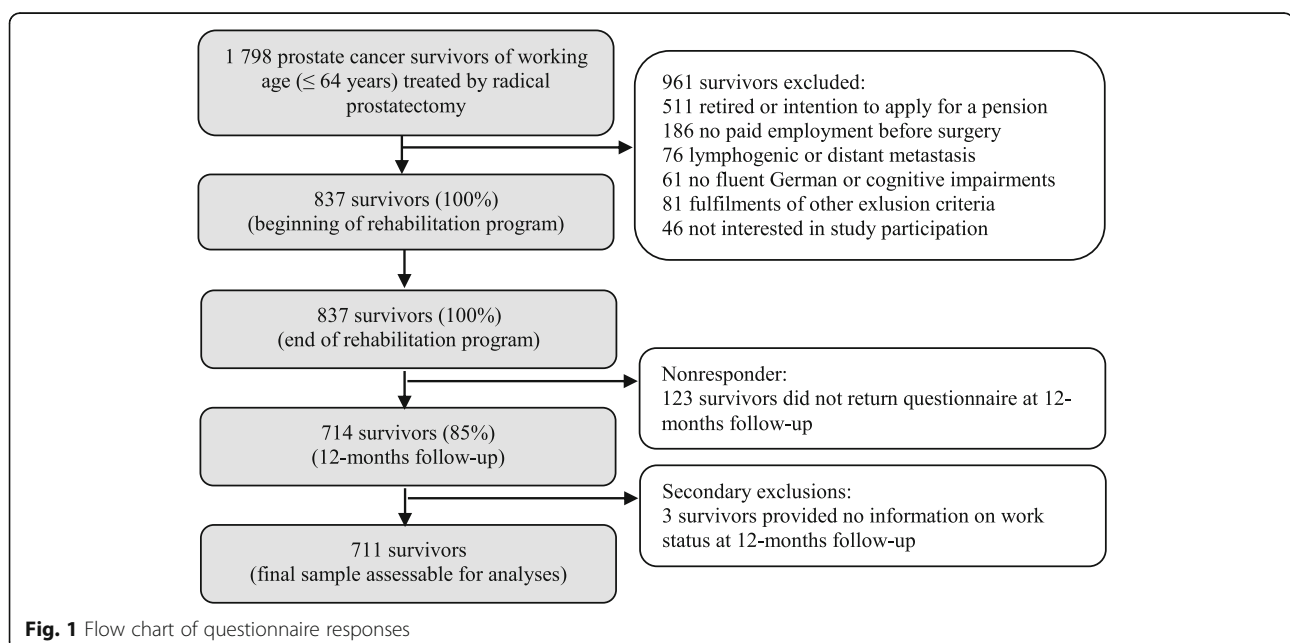 1 798 prostate cancer survivors of working
age (≤ 64 years) treated by radical
prostatectomy
961 survivors excluded:
511 retired or intention to apply for a pension
186 no paid employment before surgery
76 lymphogenic or distant metastasis
61 no fluent German or cognitive impairments
81 fulfilments of other exlusion criteria
46 not interested in study participation
837 survivors (100%)
(beginning of rehabilitation program)
837 survivors (100%)
(end of rehabilitation program)
Nonresponder:
123 survivors did not return questionnaire at 12-
months follow-up
714 survivors (85%)
(12-months follow-up)
Secondary exclusions:
3 survivors provided no information on work
status at 12-months follow-up
711 survivors
(final sample assessable for analyses)
Fig. 1 Flow chart of questionnaire responses